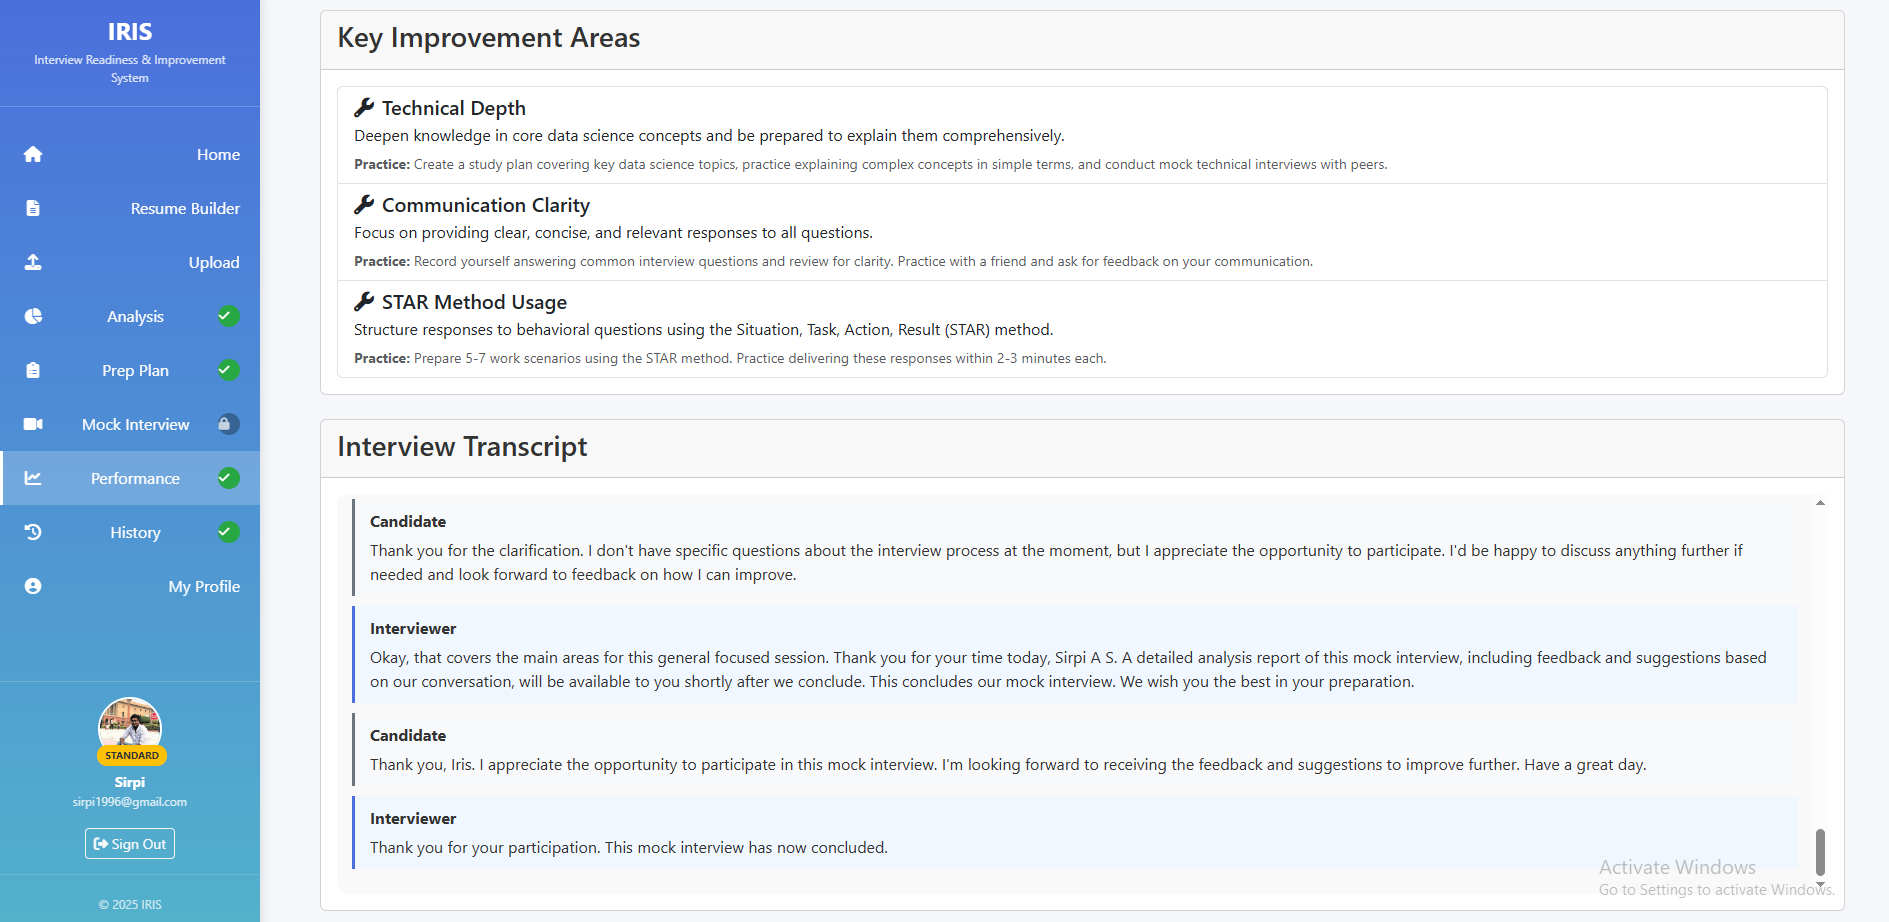 IRIS
Interview Readiness & Improvement
System
Home
Resume Builder
Upload
Analysis
Prep Plan
Mock Interview
Performance
History
My Profile
STANDARD
Sirpi
sirpi1996@gmail.com
Sign Out
© 2025 IRIS
Key Improvement Areas
Technical Depth
Deepen knowledge in core data science concepts and be prepared to explain them comprehensively.
Practice: Create a study plan covering key data science topics, practice explaining complex concepts in simple terms, and conduct mock technical interviews with peers.
Communication Clarity
Focus on providing clear, concise, and relevant responses to all questions.
Practice: Record yourself answering common interview questions and review for clarity. Practice with a friend and ask for feedback on your communication.
STAR Method Usage
Structure responses to behavioral questions using the Situation, Task, Action, Result (STAR) method.
Practice: Prepare 5-7 work scenarios using the STAR method. Practice delivering these responses within 2-3 minutes each.
Interview Transcript
Candidate
Thank you for the clarification. I don't have specific questions about the interview process at the moment, but I appreciate the opportunity to participate. I'd be happy to discuss anything further if
needed and look forward to feedback on how I can improve.
Interviewer
Okay, that covers the main areas for this general focused session. Thank you for your time today, Sirpi A S. A detailed analysis report of this mock interview, including feedback and suggestions based
on our conversation, will be available to you shortly after we conclude. This concludes our mock interview. We wish you the best in your preparation.
Candidate
Thank you, Iris. I appreciate the opportunity to participate in this mock interview. I'm looking forward to receiving the feedback and suggestions to improve further. Have a great day.
Interviewer
Thank you for your participation. This mock interview has now concluded.
Activate Windows
Go to Settings to activate Windows.